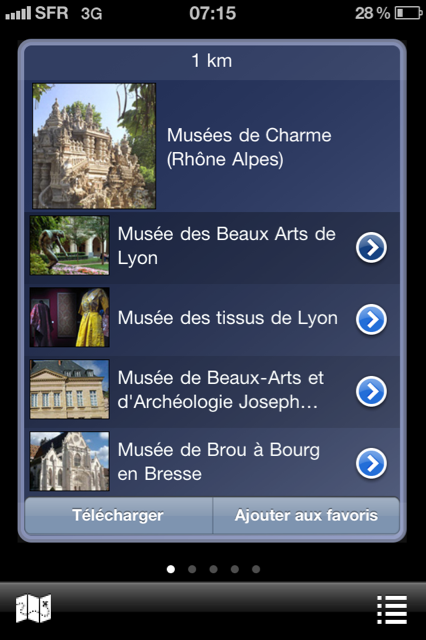 SFR 3G 07:15 28 %
1 km
Musées de Charme
(Rhône Alpes)
Musée des Beaux Arts de
Lyon
Musée des tissus de Lyon
Musée de Beaux-Arts et
d'Archéologie Joseph...
Musée de Brou à Bourg
en Bresse
Télécharger Ajouter aux favoris